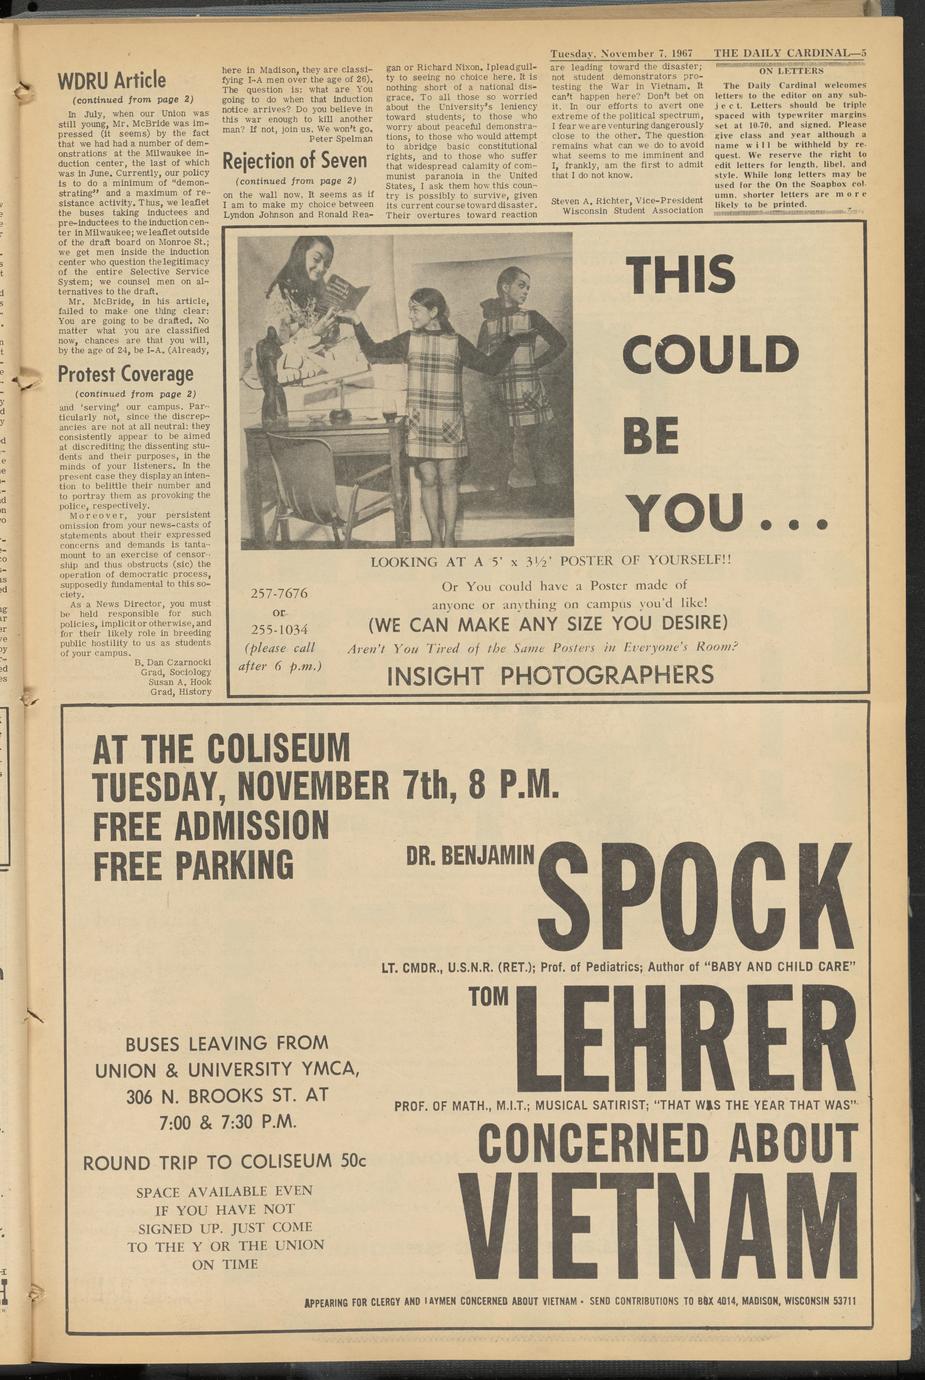 Tuesday, November 7, 1967 THE DAILY CARDINAL—5
WDRU Article
(continued from page 2)
In July, when our Union was
still young, Mr. McBride was im-
pressed (it seems) by the fact
that we had had a number of dem-
onstrations at the Milwaukee in-
duction center, the last of which
was in June. Currently, our policy
is to do a minimum of "demon-
strating" and a maximum of re-
sistance activity. Thus, we leaflet
the buses taking inductees and
pre-inductees to the induction cen-
ter in Milwaukee; we leaflet outside
of the draft board on Monroe St.;
we get men inside the induction
center who question the legitimacy
of the entire Selective Service
System; we counsel men on al-
ternatives to the draft.
Mr. McBride, in his article,
failed to make one thing clear:
You are going to be drafted. No
matter what you are classified
now, chances are that you will,
by the age of 24, be I-A. (Already,
here in Madison, they are classi-
fying I-A men over the age of 26).
The question is: what are You
going to do when that induction
notice arrives? Do you believe in
this war enough to kill another
man? If not, join us. We won't go.
Peter Spelman
Protest Coverage
(continued from page 2)
and 'serving' our campus. Par-
ticularly not, since the discrep-
ancies are not at all neutral: they
consistently appear to be aimed
at discrediting the dissenting stu-
dents and their purposes, in the
minds of your listeners. In the
present case they display an inten-
tion to belittle their number and
to portray them as provoking the
police, respectively.
Moreover, your persistent
omission from your news-casts of
statements about their expressed
concerns and demands is tanta-
mount to an exercise of censor-
ship and thus obstructs (sic) the
operation of democratic process,
supposedly fundamental to this so-
ciety.
As a News Director, you must
be held responsible for such
policies, implicit or otherwise, and
for their likely role in breeding
public hostility to us as students
of your campus.
B. Dan Czarnocki
Grad, Sociology
Susan A. Hook
Grad, History
Rejection of Seven
(continued from page 2)
on the wall now. It seems as if
I am to make my choice between
Lyndon Johnson and Ronald Rea-
gan or Richard Nixon. I plead guil-
ty to seeing no choice here. It is
nothing short of a national dis-
grace. To all those so worried
about the University's leniency
toward students, to those who
worry about peaceful demonstra-
tions, to those who would attempt
to abridge basic constitutional
rights, and to those who suffer
that widespread calamity of com-
munist paranoia in the United
States, I ask them how this coun-
try is possibly to survive, given
its current course toward disaster.
Their overtures toward reaction
are leading toward the disaster;
not student demonstrators pro-
testing the War in Vietnam. It
can't happen here? Don't bet on
it. In our efforts to avert one
extreme of the political spectrum,
I fear we are venturing dangerously
close to the other. The question
remains what can we do to avoid
what seems to me imminent and
I, frankly, am the first to admit
that I do not know.
Steven A. Richter, Vice-President
Wisconsin Student Association
ON LETTERS
The Daily Cardinal welcomes
letters to the editor on any sub-
ject. Letters should be triple
spaced with typewriter margins
set at 10-70, and signed. Please
give class and year although a
name will be withheld by re-
quest. We reserve the right to
edit letters for length, libel, and
style. While long letters may be
used for the On the Soapbox col-
umn, shorter letters are more
likely to be printed.
THIS
COULD
BE
YOU...
LOOKING AT A 5' x 3½' POSTER OF YOURSELF!!
257-7676
or
255-1034
(please call
after 6 p.m.)
Or You could have a Poster made of
anyone or anything on campus you'd like!
(WE CAN MAKE ANY SIZE YOU DESIRE)
Aren't You Tired of the Same Posters in Everyone's Room?
INSIGHT PHOTOGRAPHERS
AT THE COLISEUM
TUESDAY, NOVEMBER 7th, 8 P.M.
FREE ADMISSION
FREE PARKING
DR. BENJAMIN SPOCK
LT. CMDR., U.S.N.R. (RET.); Prof. of Pediatrics; Author of "BABY AND CHILD CARE"
TOM LEHRER
PROF. OF MATH., M.I.T.; MUSICAL SATIRIST; "THAT WAS THE YEAR THAT WAS"
CONCERNED ABOUT
VIETNAM
BUSES LEAVING FROM
UNION & UNIVERSITY YMCA,
306 N. BROOKS ST. AT
7:00 & 7:30 P.M.
ROUND TRIP TO COLISEUM 50c
SPACE AVAILABLE EVEN
IF YOU HAVE NOT
SIGNED UP. JUST COME
TO THE Y OR THE UNION
ON TIME
APPEARING FOR CLERGY AND LAYMEN CONCERNED ABOUT VIETNAM • SEND CONTRIBUTIONS TO BOX 4014, MADISON, WISCONSIN 53711